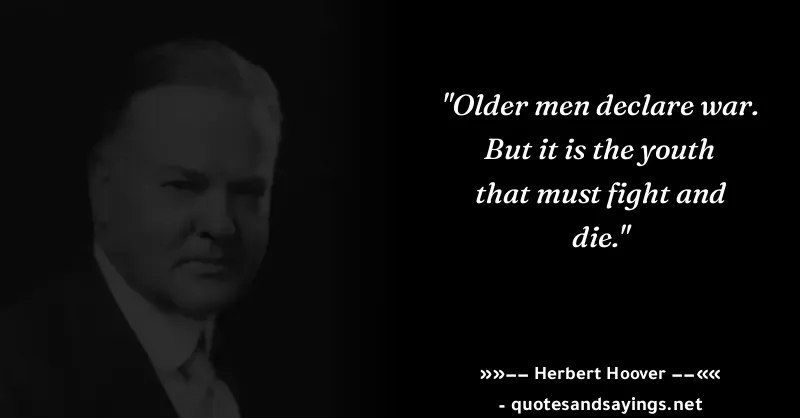 "Older men declare war.
But it is the youth
that must fight and
die."
»»–– Herbert Hoover ––««
- quotesandsayings.net